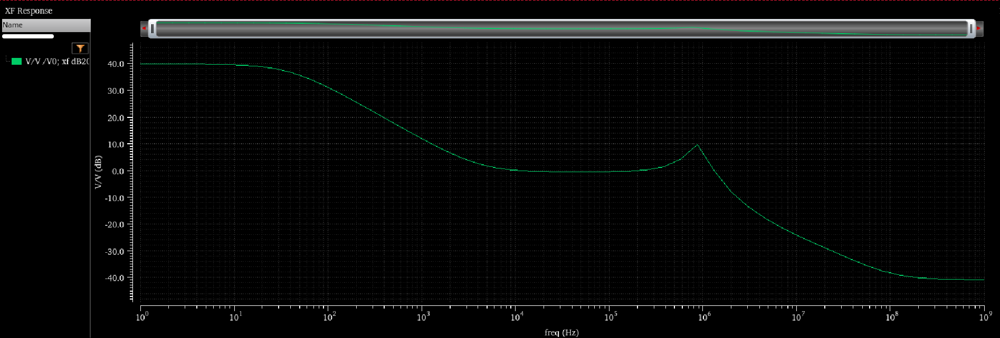 XF Response
Name
V/V /V0; xf dB20
40.0
30.0
20.0
10.0
0.0
-10.0
-20.0
-30.0
-40.0
V/V (dB)
10⁰ 10¹ 10² 10³ 10⁴ 10⁵ 10⁶ 10⁷ 10⁸ 10⁹
freq (Hz)